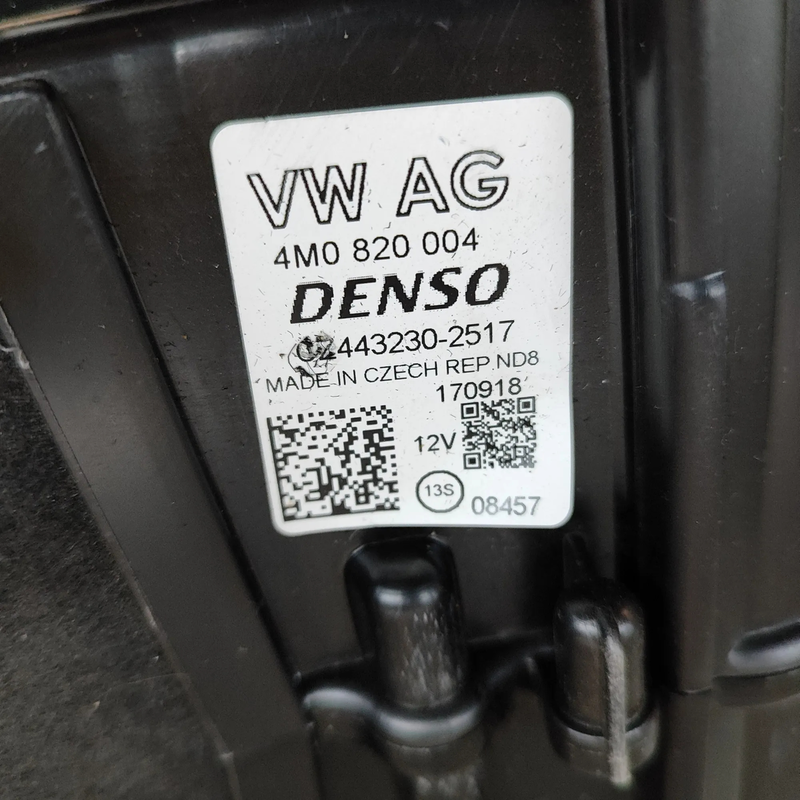 VW AG
4M0 820 004
DENSO
CZ443230-2517
MADE IN CZECH REP.ND8
170918
12V
13S
08457